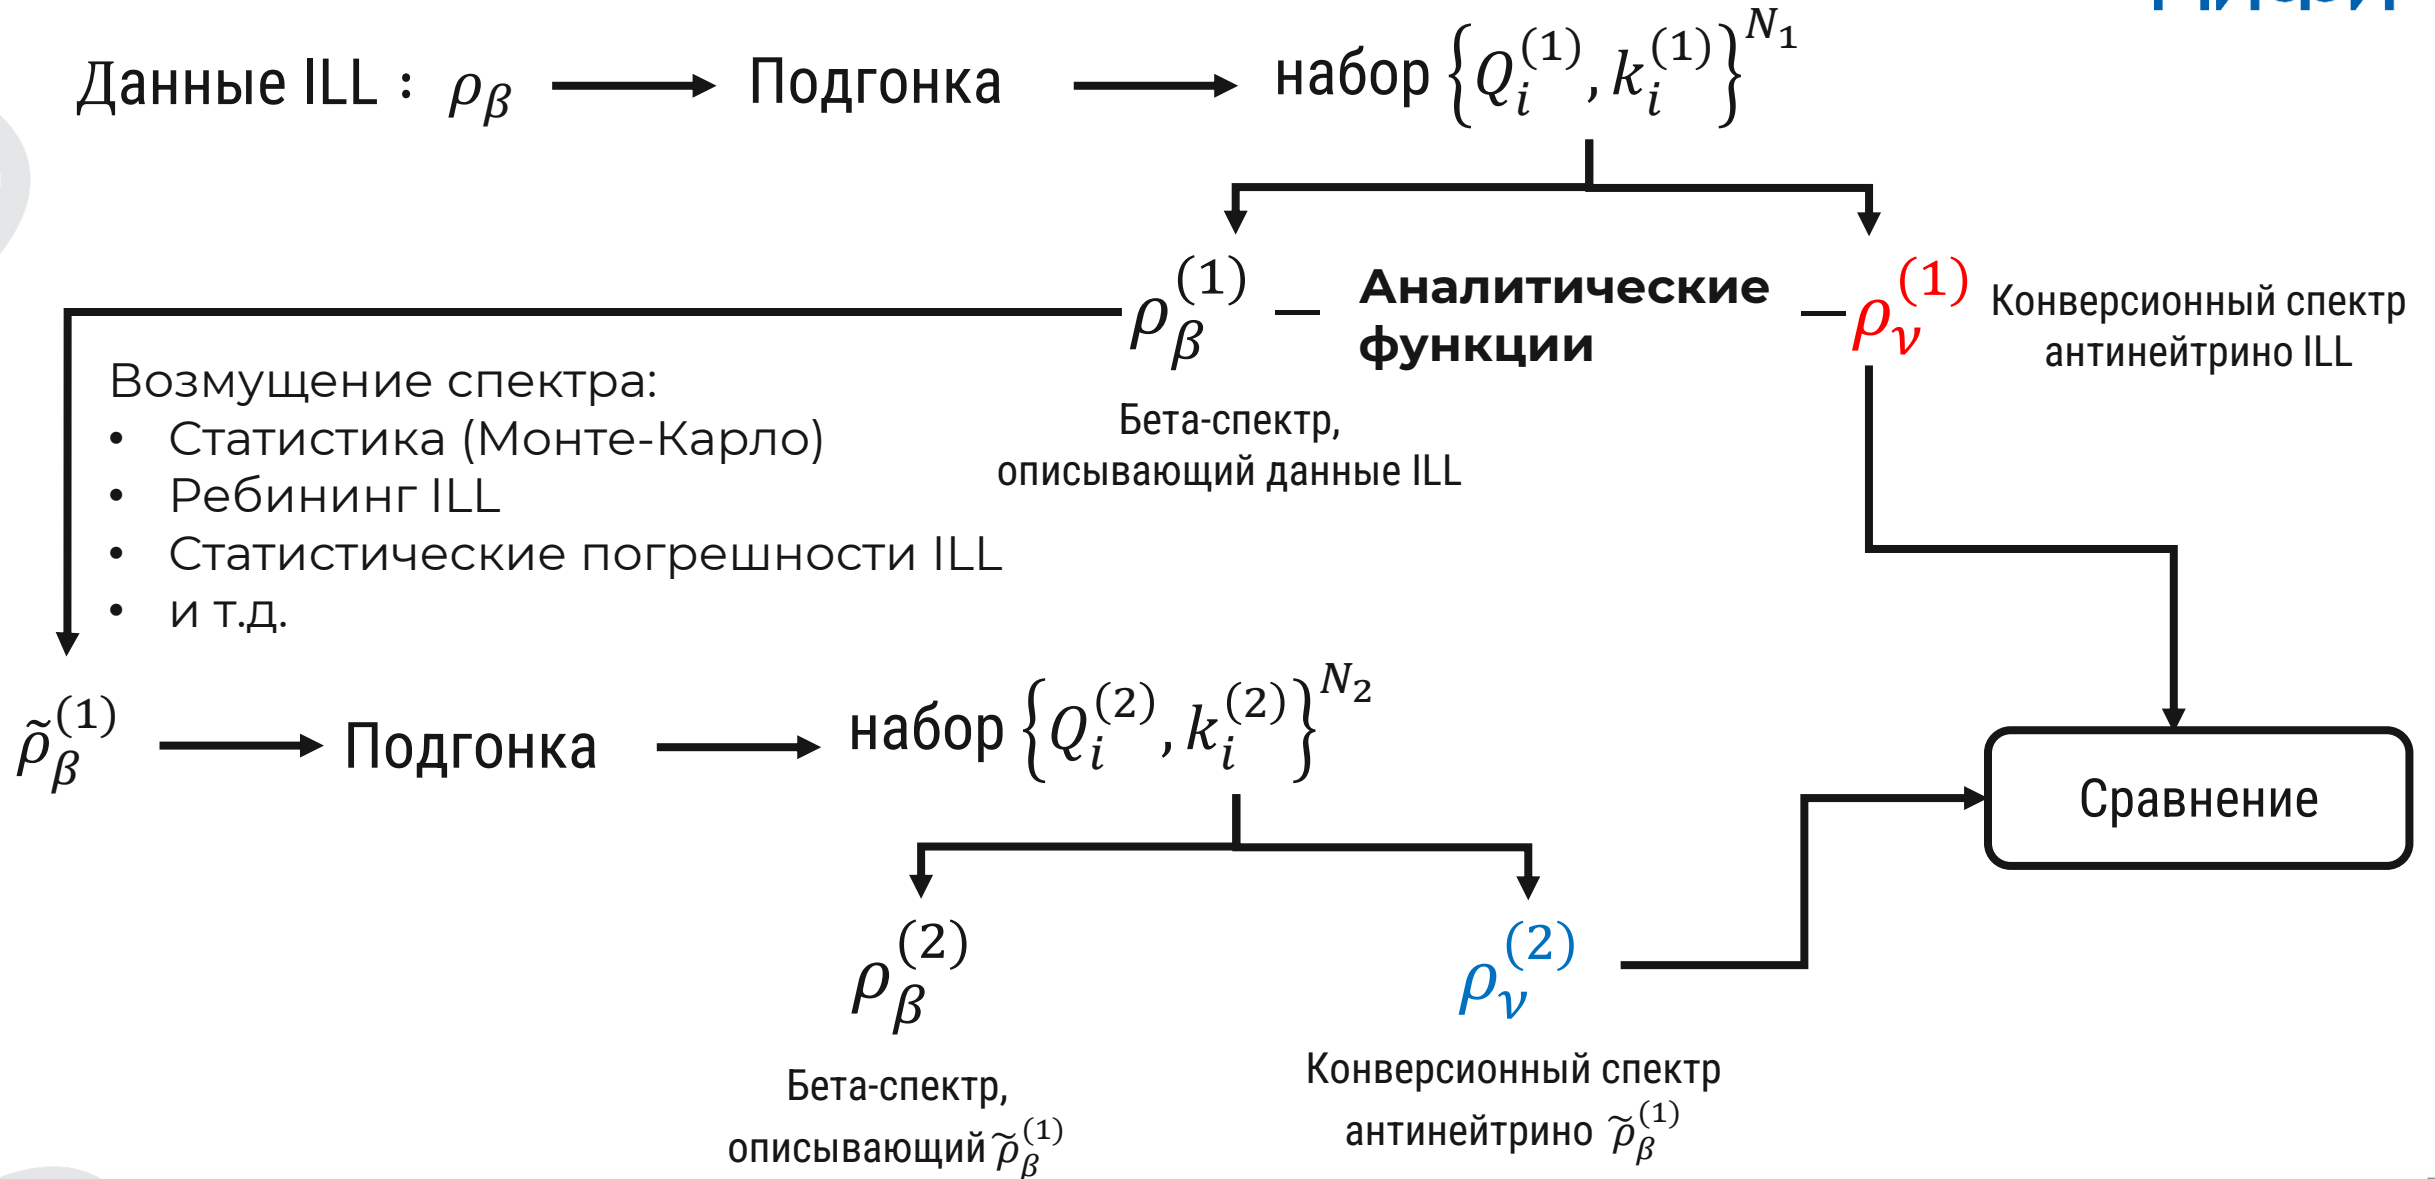 Данные ILL : ρ_β → Подгонка → набор {Q_i^(1), k_i^(1)}^N₁
ρ_β^(1) — Аналитические функции — ρ_ν^(1)
Конверсионный спектр
антинейтрино ILL
Бета-спектр,
описывающий данные ILL
Возмущение спектра:
• Статистика (Монте-Карло)
• Ребининг ILL
• Статистические погрешности ILL
• и т.д.
ρ̃_β^(1) → Подгонка → набор {Q_i^(2), k_i^(2)}^N₂
Сравнение
ρ_β^(2)
ρ_ν^(2)
Бета-спектр,
описывающий ρ̃_β^(1)
Конверсионный спектр
антинейтрино ρ̃_β^(1)